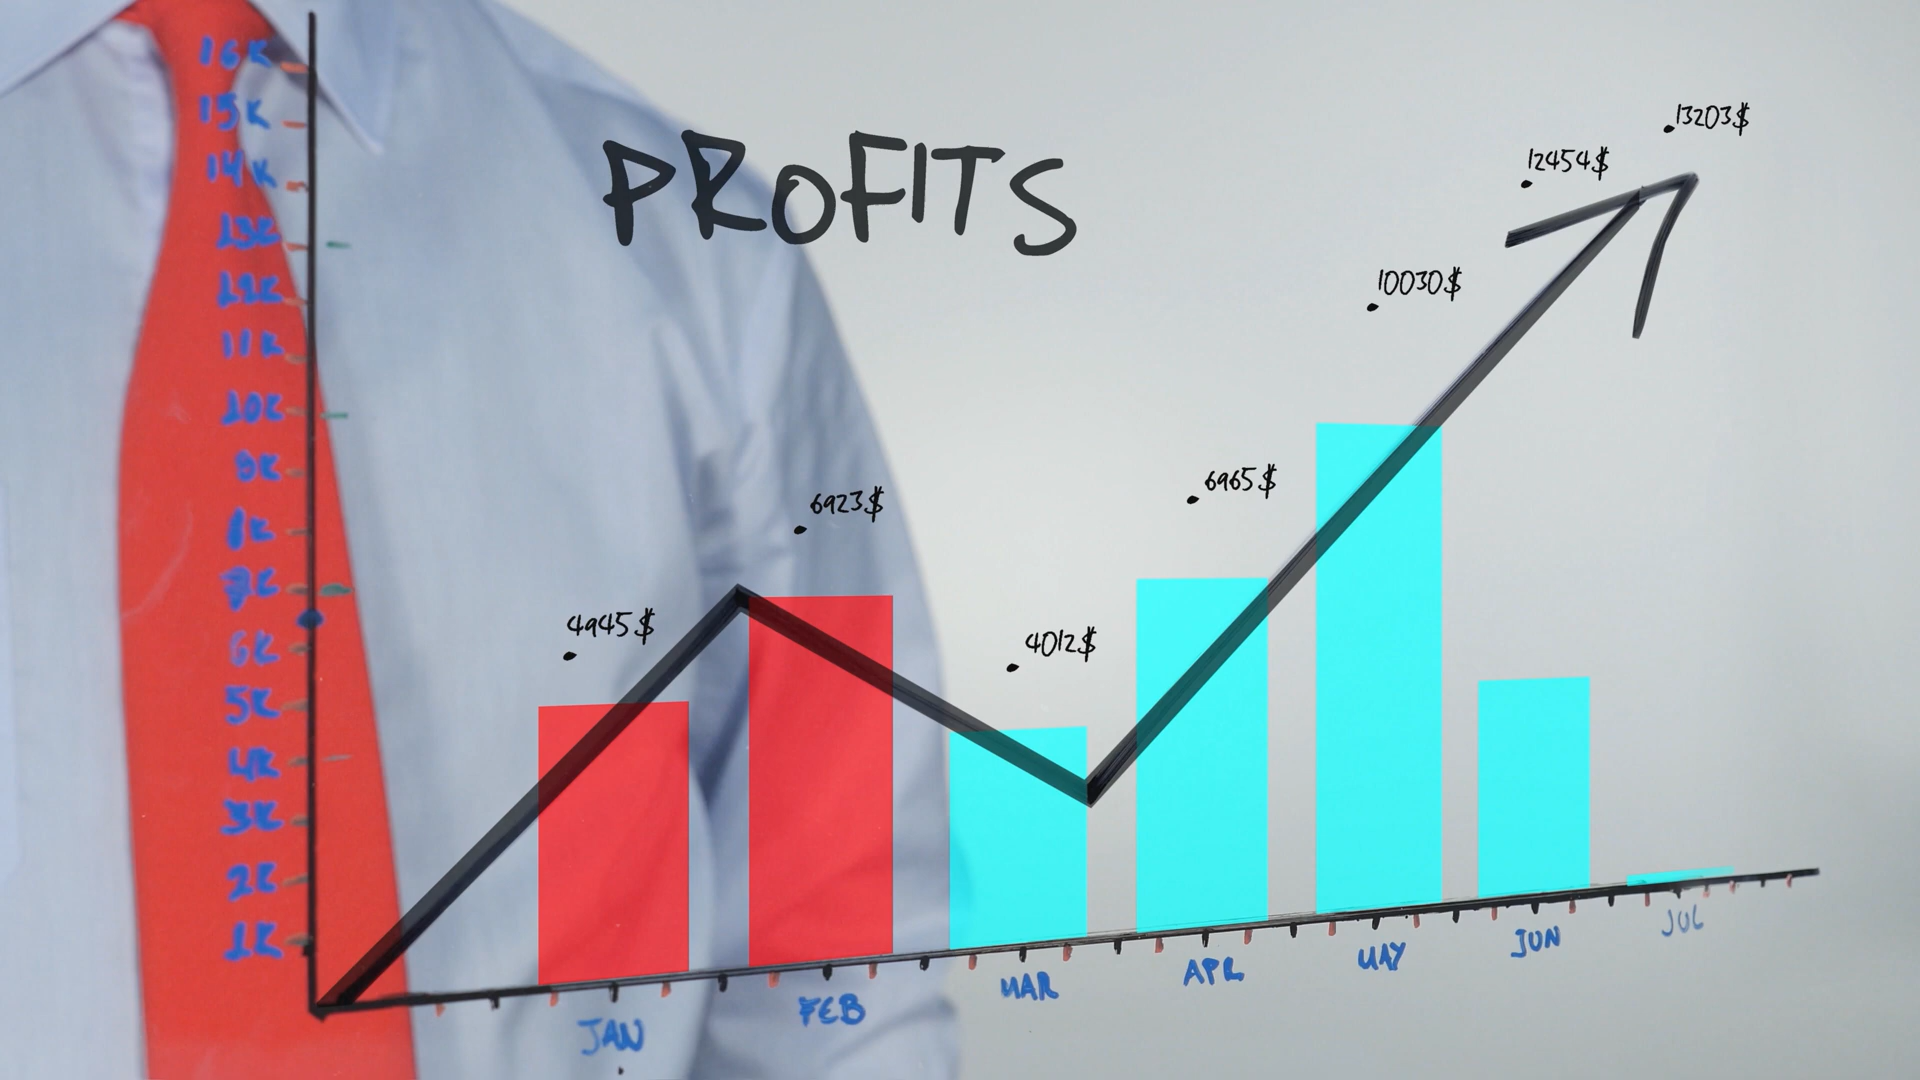 PROFITS
16K
15K
14K
13K
12K
11K
10K
9K
8K
7K
6K
5K
4K
3K
2K
1K
4945$
6923$
4012$
6965$
10030$
12454$
13203$
JAN
FEB
MAR
APR
MAY
JUN
JUL